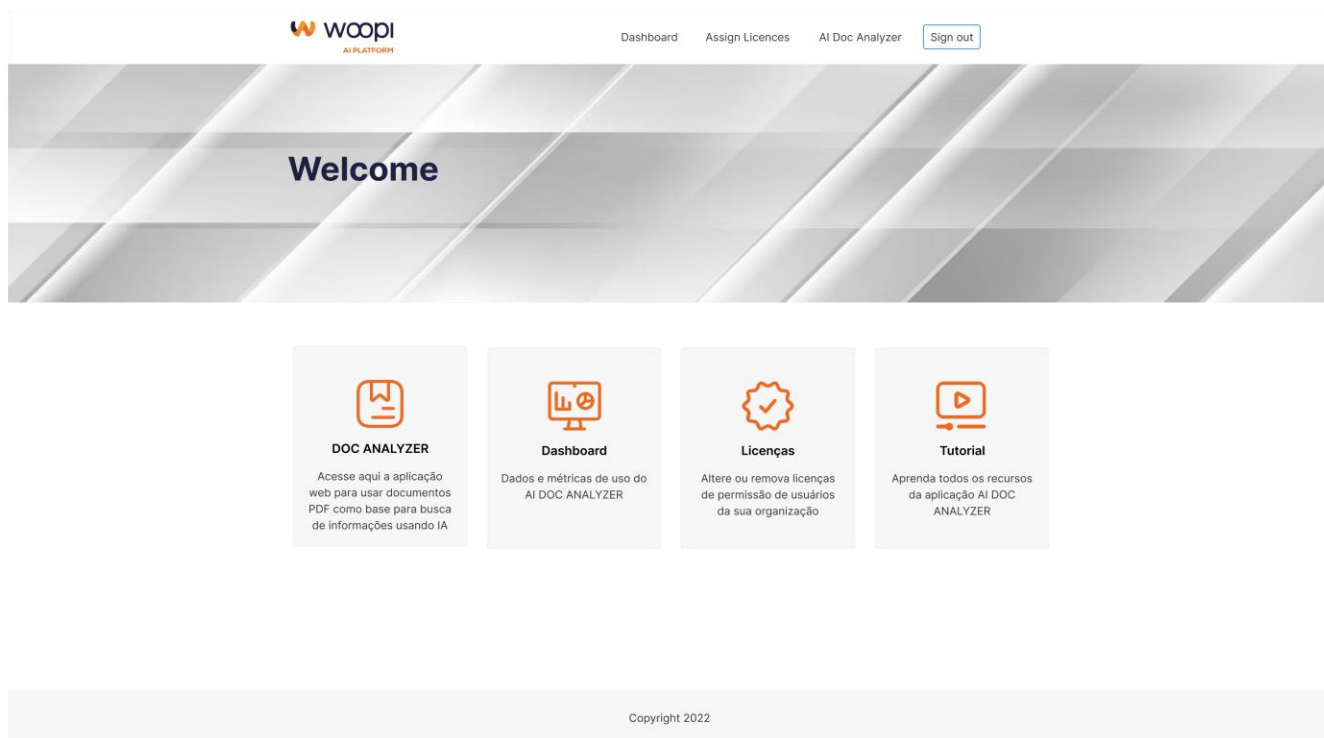 woopi
AI PLATFORM
Dashboard
Assign Licences
AI Doc Analyzer
Sign out
Welcome
DOC ANALYZER
Acesse aqui a aplicação
web para usar documentos
PDF como base para busca
de informações usando IA
Dashboard
Dados e métricas de uso do
AI DOC ANALYZER
Licenças
Altere ou remova licenças
de permissão de usuários
da sua organização
Tutorial
Aprenda todos os recursos
da aplicação AI DOC
ANALYZER
Copyright 2022